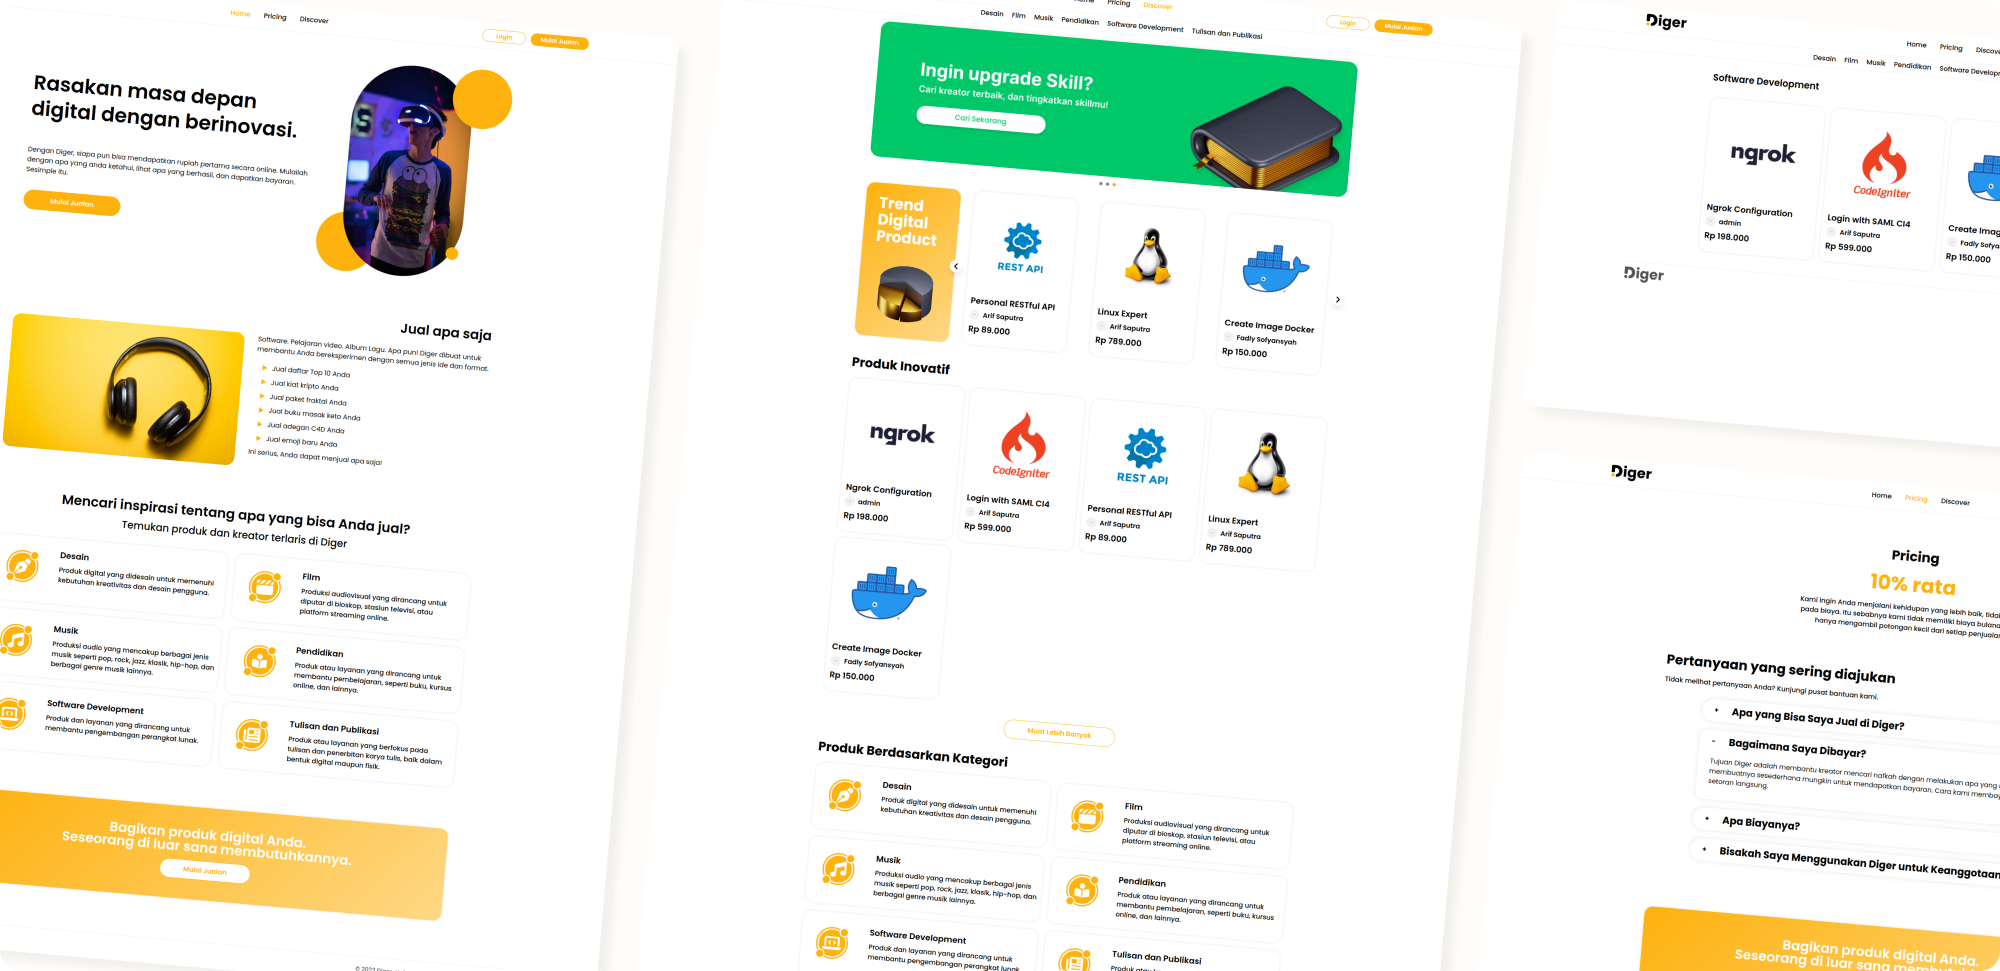 Home Pricing Discover
Login Mulai Jualan
Rasakan masa depan
digital dengan berinovasi.
Dengan Diger, siapa pun bisa mendapatkan rupiah pertama secara online. Mulailah
dengan apa yang anda ketahui, lihat apa yang berhasil, dan dapatkan bayaran.
Sesimple itu.
Mulai Jualan
Jual apa saja
Software. Pelajaran video. Album Lagu. Apa pun! Diger dibuat untuk
membantu Anda bereksperimen dengan semua jenis ide dan format.
Jual daftar Top 10 Anda
Jual kiat kripto Anda
Jual paket fraktal Anda
Jual buku masak keto Anda
Jual adegan C4D Anda
Jual emoji baru Anda
Ini serius, Anda dapat menjual apa saja!
Mencari inspirasi tentang apa yang bisa Anda jual?
Temukan produk dan kreator terlaris di Diger
Desain
Produk digital yang didesain untuk memenuhi
kebutuhan kreativitas dan desain pengguna.
Film
Produksi audiovisual yang dirancang untuk
diputar di bioskop, stasiun televisi, atau
platform streaming online.
Musik
Produksi audio yang mencakup berbagai jenis
musik seperti pop, rock, jazz, klasik, hip-hop, dan
berbagai genre musik lainnya.
Pendidikan
Produk atau layanan yang dirancang untuk
membantu pembelajaran, seperti buku, kursus
online, dan lainnya.
Software Development
Produk dan layanan yang dirancang untuk
membantu pengembangan perangkat lunak.
Tulisan dan Publikasi
Produk atau layanan yang berfokus pada
tulisan dan penerbitan karya tulis, baik dalam
bentuk digital maupun fisik.
Bagikan produk digital Anda.
Seseorang di luar sana membutuhkannya.
Mulai Jualan
© 2023 Diger
Home Pricing Discover
Login Mulai Jualan
Desain Film Musik Pendidikan Software Development Tulisan dan Publikasi
Ingin upgrade Skill?
Cari kreator terbaik, dan tingkatkan skillmu!
Cari Sekarang
Trend
Digital
Product
REST API
Personal RESTful API
Arif Saputra
Rp 89.000
Linux Expert
Arif Saputra
Rp 789.000
Create Image Docker
Fadly Sofyansyah
Rp 150.000
Produk Inovatif
ngrok
Ngrok Configuration
admin
Rp 198.000
CodeIgniter
Login with SAML CI4
Arif Saputra
Rp 599.000
REST API
Personal RESTful API
Arif Saputra
Rp 89.000
Linux Expert
Arif Saputra
Rp 789.000
Create Image Docker
Fadly Sofyansyah
Rp 150.000
Muat Lebih Banyak
Produk Berdasarkan Kategori
Desain
Produk digital yang didesain untuk memenuhi
kebutuhan kreativitas dan desain pengguna.
Film
Produksi audiovisual yang dirancang untuk
diputar di bioskop, stasiun televisi, atau
platform streaming online.
Musik
Produksi audio yang mencakup berbagai jenis
musik seperti pop, rock, jazz, klasik, hip-hop, dan
berbagai genre musik lainnya.
Pendidikan
Produk atau layanan yang dirancang untuk
membantu pembelajaran, seperti buku, kursus
online, dan lainnya.
Software Development
Produk dan layanan yang dirancang untuk
membantu pengembangan perangkat lunak.
Tulisan dan Publikasi
Produk
Diger
Home Pricing
Desain Film Musik Pendidikan Software
Software Development
ngrok
Ngrok Configuration
admin
Rp 198.000
CodeIgniter
Login with SAML CI4
Arif Saputra
Rp 599.000
Create
Fadly
Rp 150.000
Diger
Diger
Home Pricing Discover
Pricing
10% rata
Kami ingin Anda menjalani kehidupan yang lebih baik,
pada biaya. Itu sebabnya kami tidak memiliki biaya
hanya mengambil potongan kecil dari setiap
Pertanyaan yang sering diajukan
Tidak melihat pertanyaan Anda? Kunjungi pusat bantuan kami.
+ Apa yang Bisa Saya Jual di Diger?
- Bagaimana Saya Dibayar?
Tujuan Diger adalah membantu kreator mencari nafkah dengan melakukan apa yang
membuatnya sesederhana mungkin untuk mendapatkan bayaran. Cara kami
setoran langsung.
+ Apa Biayanya?
+ Bisakah Saya Menggunakan Diger untuk Keanggotaan
Bagikan produk digital Anda.
Seseorang di luar sana